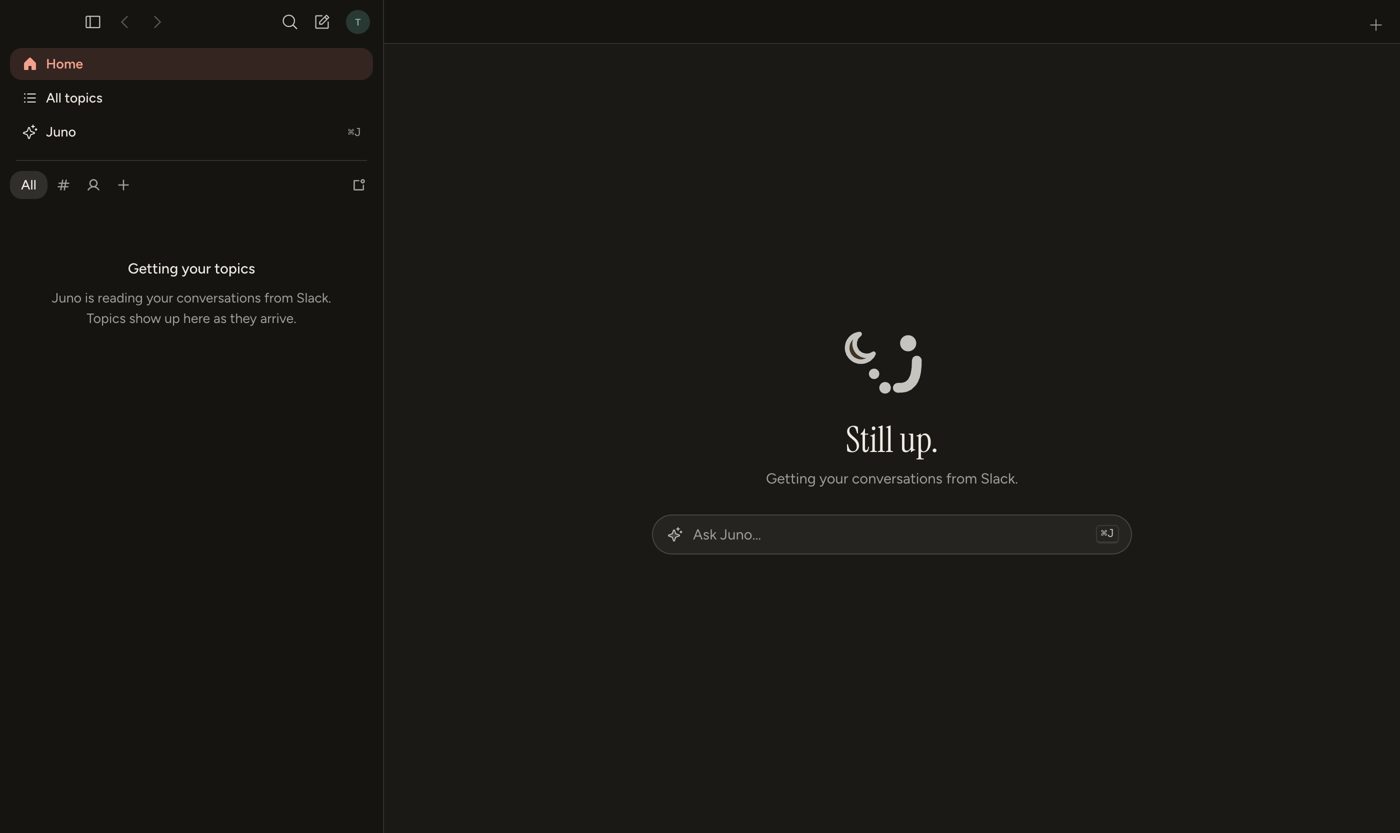 T
Home
All topics
Juno ⌘J
All
Getting your topics
Juno is reading your conversations from Slack.
Topics show up here as they arrive.
Still up.
Getting your conversations from Slack.
Ask Juno... ⌘J